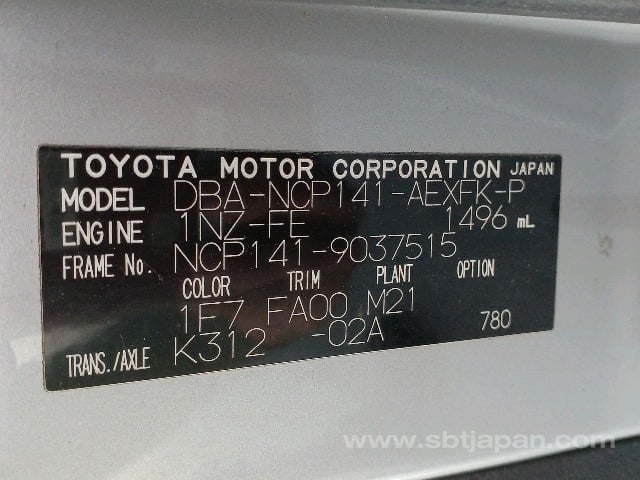 TOYOTA MOTOR CORPORATION JAPAN
MODEL DBA-NCP141-AEXFK-P
ENGINE 1NZ-FE 1496 mL
FRAME No. NCP141-9037515
COLOR TRIM PLANT OPTION
1F7 FA00 M21
TRANS./AXLE K312 -02A 780
www.sbtjapan.com